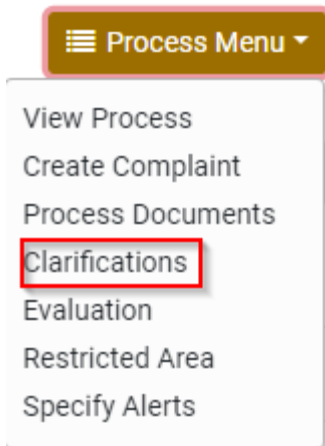 Process Menu
View Process
Create Complaint
Process Documents
Clarifications
Evaluation
Restricted Area
Specify Alerts